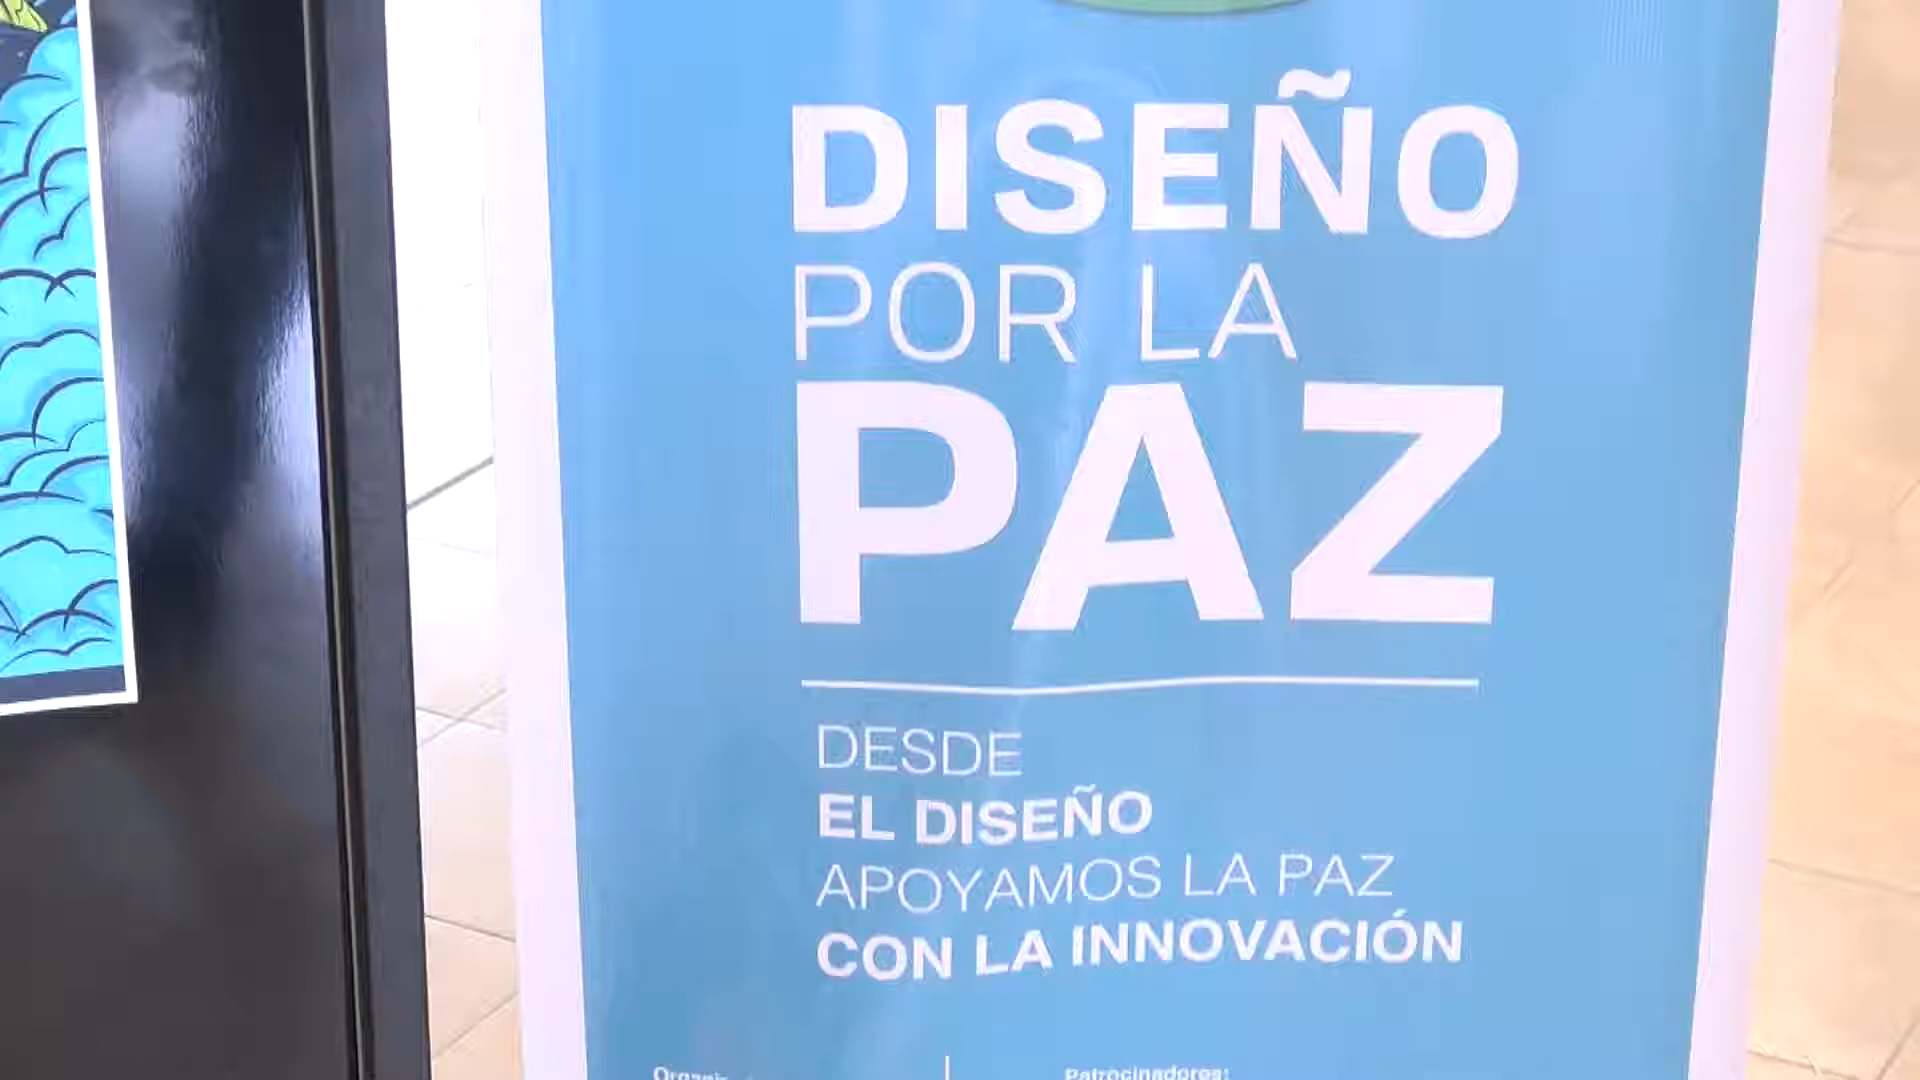 DISEÑO
POR LA
PAZ
DESDE
EL DISEÑO
APOYAMOS LA PAZ
CON LA INNOVACIÓN
Patrocinadores: